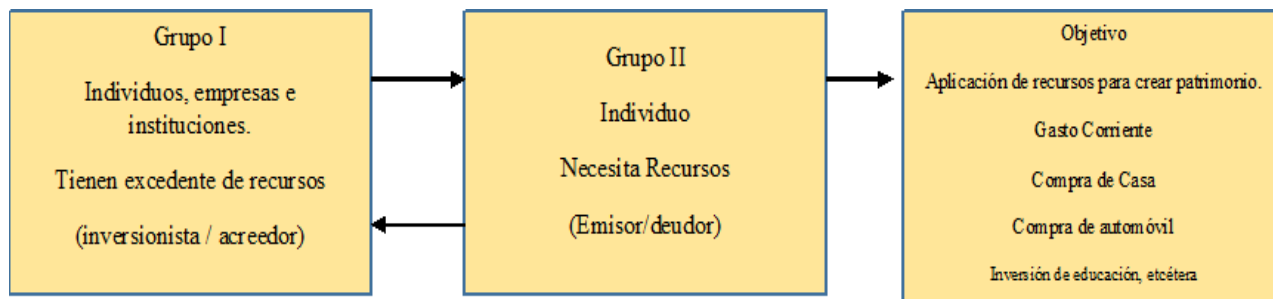 Grupo I
Individuos, empresas e
instituciones.
Tienen excedente de recursos
(inversionista / acreedor)
Grupo II
Individuo
Necesita Recursos
(Emisor/deudor)
Objetivo
Aplicación de recursos para crear patrimonio.
Gasto Corriente
Compra de Casa
Compra de automóvil
Inversión de educación, etcétera